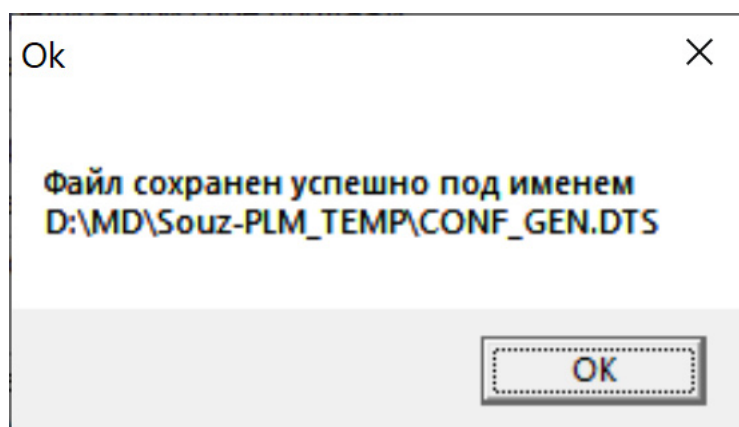 Ok
Файл сохранен успешно под именем
D:\MD\Souz-PLM_TEMP\CONF_GEN.DTS
OK